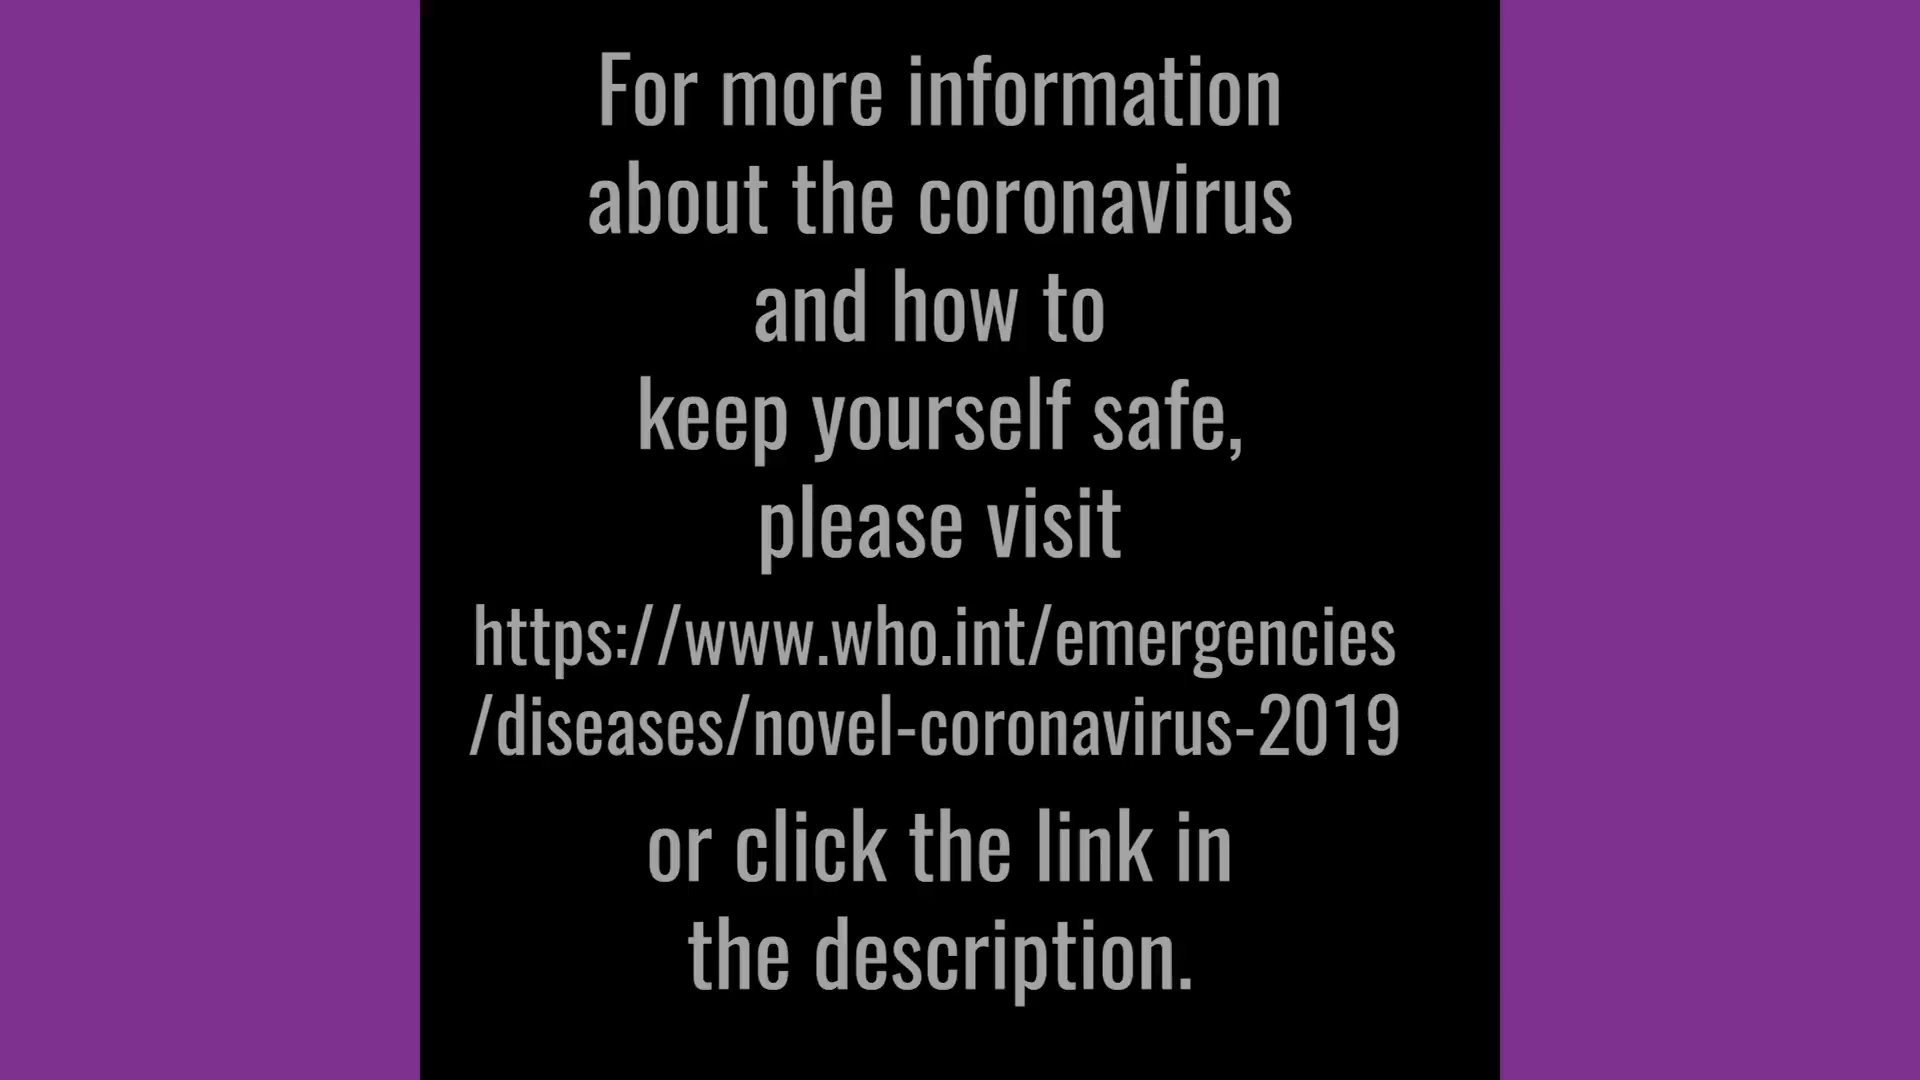 For more information
about the coronavirus
and how to
keep yourself safe,
please visit
https://www.who.int/emergencies
/diseases/novel-coronavirus-2019
or click the link in
the description.